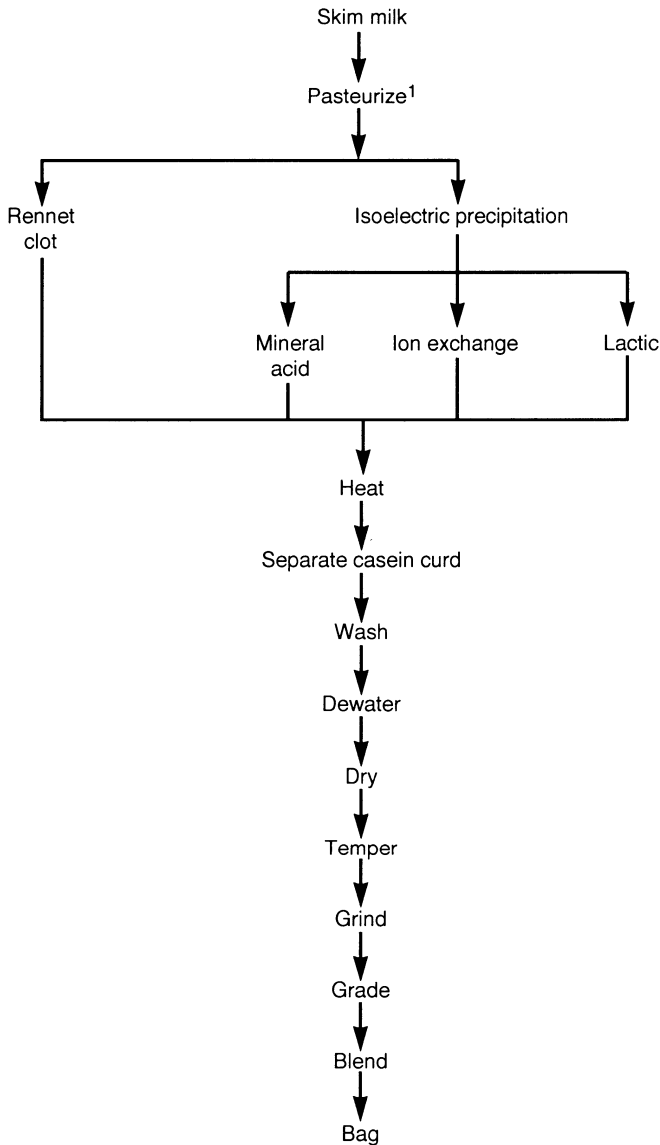 Skim milk
Pasteurize¹
Rennet
clot
Isoelectric precipitation
Mineral
acid
Ion exchange
Lactic
Heat
Separate casein curd
Wash
Dewater
Dry
Temper
Grind
Grade
Blend
Bag